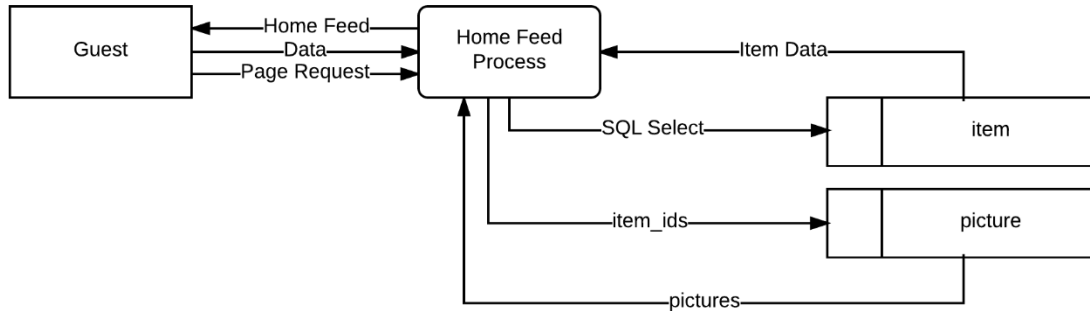 Home Feed
Guest
Data
Page Request
Home Feed
Process
Item Data
SQL Select
item
item_ids
picture
pictures